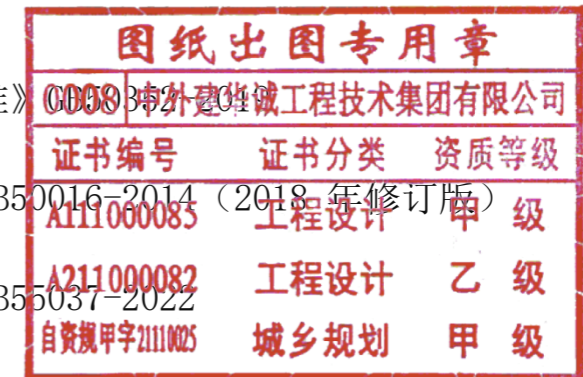 图纸出图专用章
准》GB50352-2019
0008 中外建华诚工程技术集团有限公司
证书编号 证书分类 资质等级
350016-2014（2018 年修订版）
A111000085 工程设计 甲级
355037-2022
A211000082 工程设计 乙级
自资规甲字21110025 城乡规划 甲级